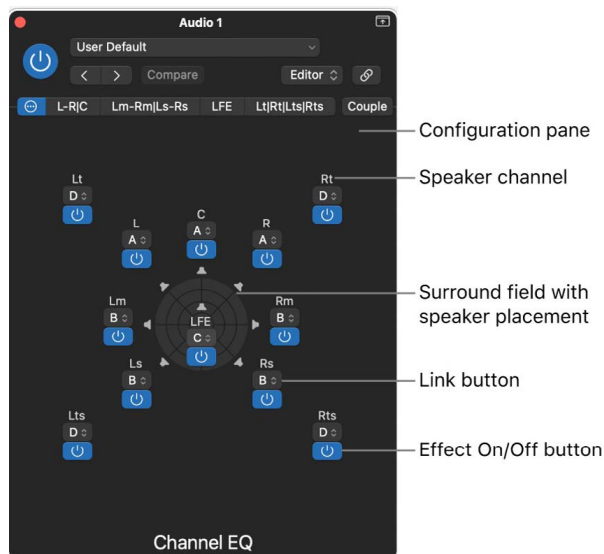 Audio 1
User Default
Compare
Editor
L-R|C
Lm-Rm|Ls-Rs
LFE
Lt|Rt|Lts|Rts
Couple
Configuration pane
Lt
D
Rt
D
Speaker channel
L
A
C
A
R
A
Lm
B
LFE
C
Rm
B
Surround field with
speaker placement
Ls
B
Rs
B
Link button
Lts
D
Rts
D
Effect On/Off button
Channel EQ